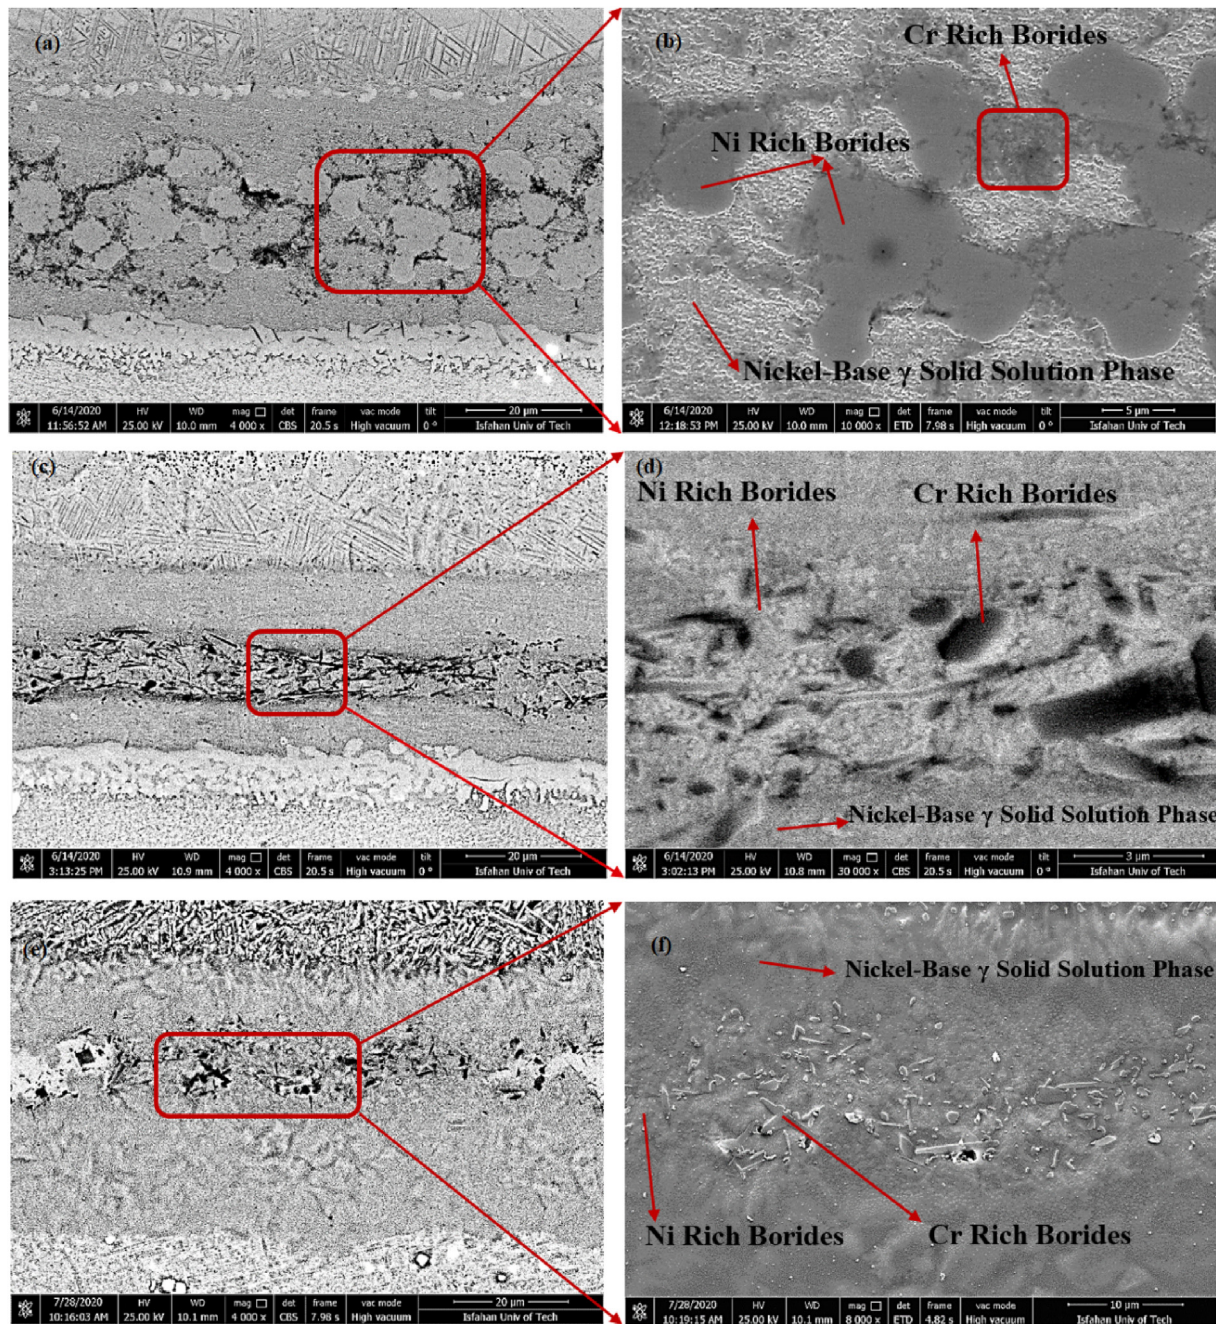 (a)
6/14/2020 HV WD mag det frame vac mode tilt 20 µm
11:56:52 AM 25.00 kV 10.0 mm 4 000 x CBS 20.5 s High vacuum 0 ° Isfahan Univ of Tech
(b)
Cr Rich Borides
Ni Rich Borides
Nickel-Base γ Solid Solution Phase
6/14/2020 HV WD mag det frame vac mode tilt 5 µm
12:18:53 PM 25.00 kV 10.0 mm 10 000 x ETD 7.98 s High vacuum 0 ° Isfahan Univ of Tech
(c)
6/14/2020 HV WD mag det frame vac mode tilt 20 µm
3:13:25 PM 25.00 kV 10.9 mm 4 000 x CBS 20.5 s High vacuum 0 ° Isfahan Univ of Tech
(d)
Ni Rich Borides Cr Rich Borides
Nickel-Base γ Solid Solution Phase
6/14/2020 HV WD mag det frame vac mode tilt 3 µm
3:02:13 PM 25.00 kV 10.8 mm 30 000 x CBS 20.5 s High vacuum 0 ° Isfahan Univ of Tech
(e)
7/28/2020 HV WD mag det frame vac mode tilt 20 µm
10:16:03 AM 25.00 kV 10.1 mm 4 000 x CBS 7.98 s High vacuum 0 ° Isfahan Univ of Tech
(f)
Nickel-Base γ Solid Solution Phase
Ni Rich Borides Cr Rich Borides
7/28/2020 HV WD mag det frame vac mode tilt 10 µm
10:19:15 AM 25.00 kV 10.1 mm 8 000 x ETD 4.82 s High vacuum 0 ° Isfahan Univ of Tech